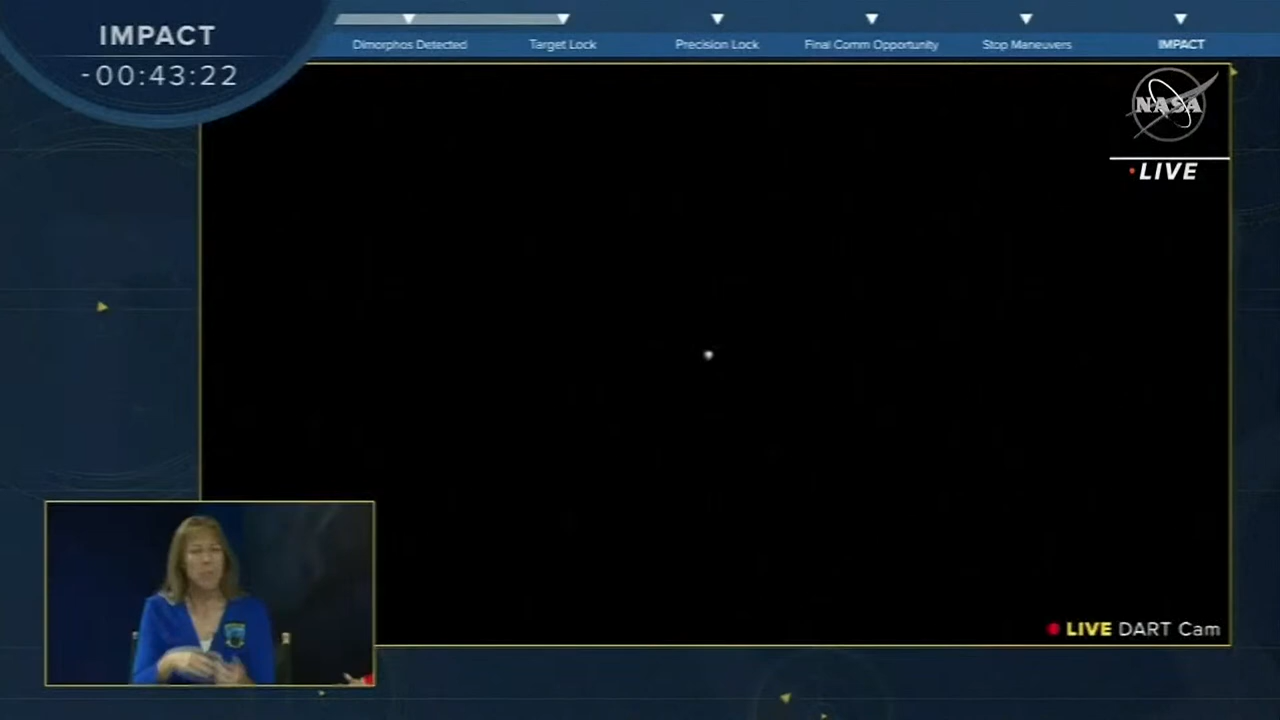 IMPACT
-00:43:22
Dimorphos Detected
Target Lock
Precision Lock
Final Comm Opportunity
Stop Maneuvers
IMPACT
NASA
LIVE
LIVE DART Cam